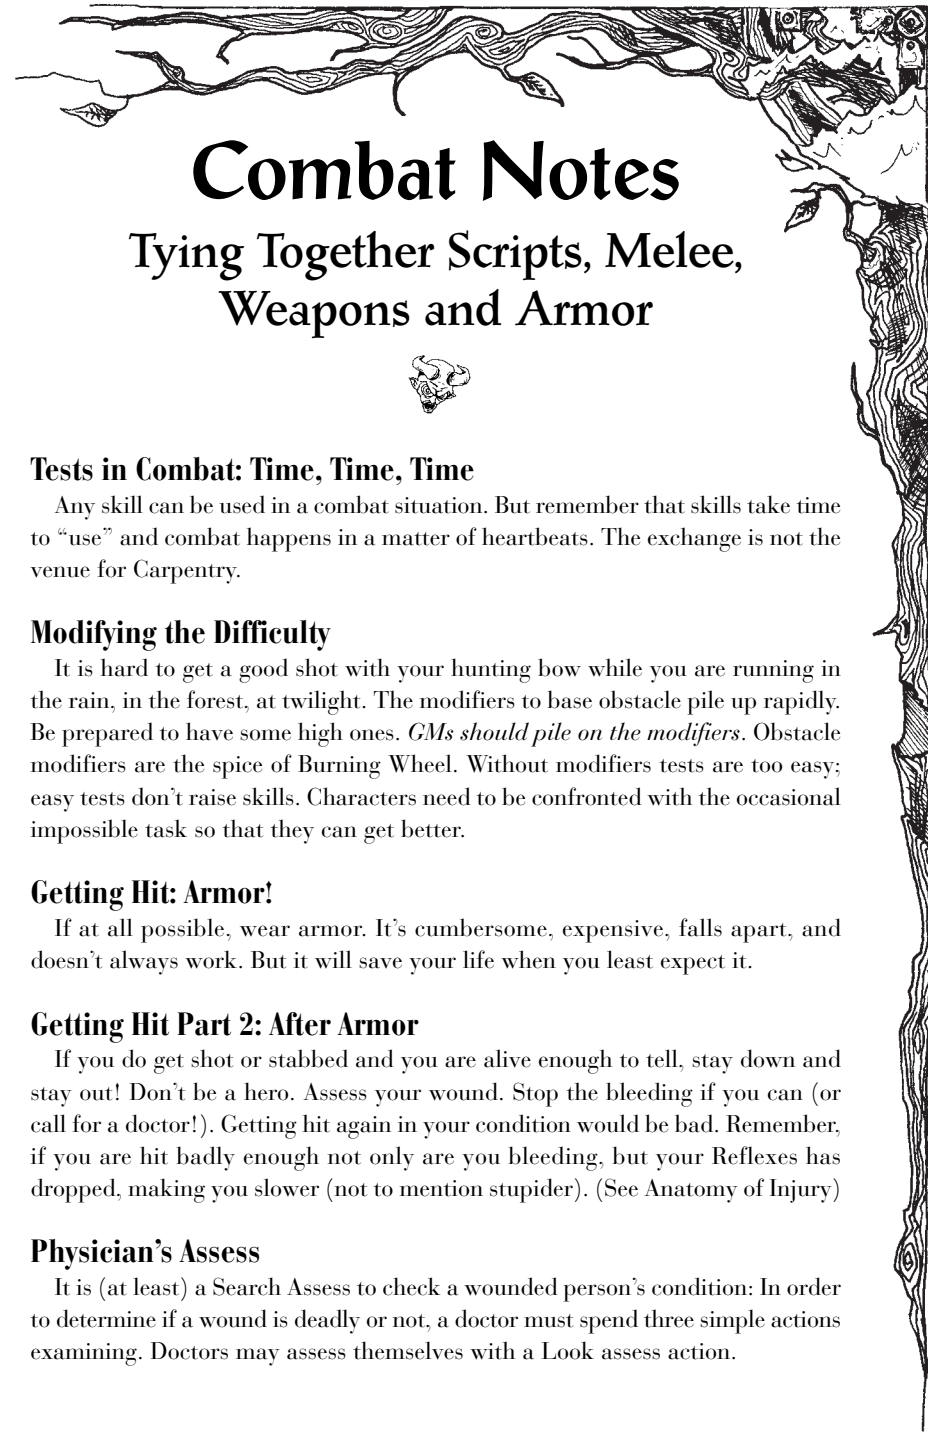 Combat Notes
Tying Together Scripts, Melee,
Weapons and Armor
Tests in Combat: Time, Time, Time
Any skill can be used in a combat situation. But remember that skills take time
to “use” and combat happens in a matter of heartbeats. The exchange is not the
venue for Carpentry.
Modifying the Difficulty
It is hard to get a good shot with your hunting bow while you are running in
the rain, in the forest, at twilight. The modifiers to base obstacle pile up rapidly.
Be prepared to have some high ones. GMs should pile on the modifiers. Obstacle
modifiers are the spice of Burning Wheel. Without modifiers tests are too easy;
easy tests don’t raise skills. Characters need to be confronted with the occasional
impossible task so that they can get better.
Getting Hit: Armor!
If at all possible, wear armor. It’s cumbersome, expensive, falls apart, and
doesn’t always work. But it will save your life when you least expect it.
Getting Hit Part 2: After Armor
If you do get shot or stabbed and you are alive enough to tell, stay down and
stay out! Don’t be a hero. Assess your wound. Stop the bleeding if you can (or
call for a doctor!). Getting hit again in your condition would be bad. Remember,
if you are hit badly enough not only are you bleeding, but your Reflexes has
dropped, making you slower (not to mention stupider). (See Anatomy of Injury)
Physician’s Assess
It is (at least) a Search Assess to check a wounded person’s condition: In order
to determine if a wound is deadly or not, a doctor must spend three simple actions
examining. Doctors may assess themselves with a Look assess action.